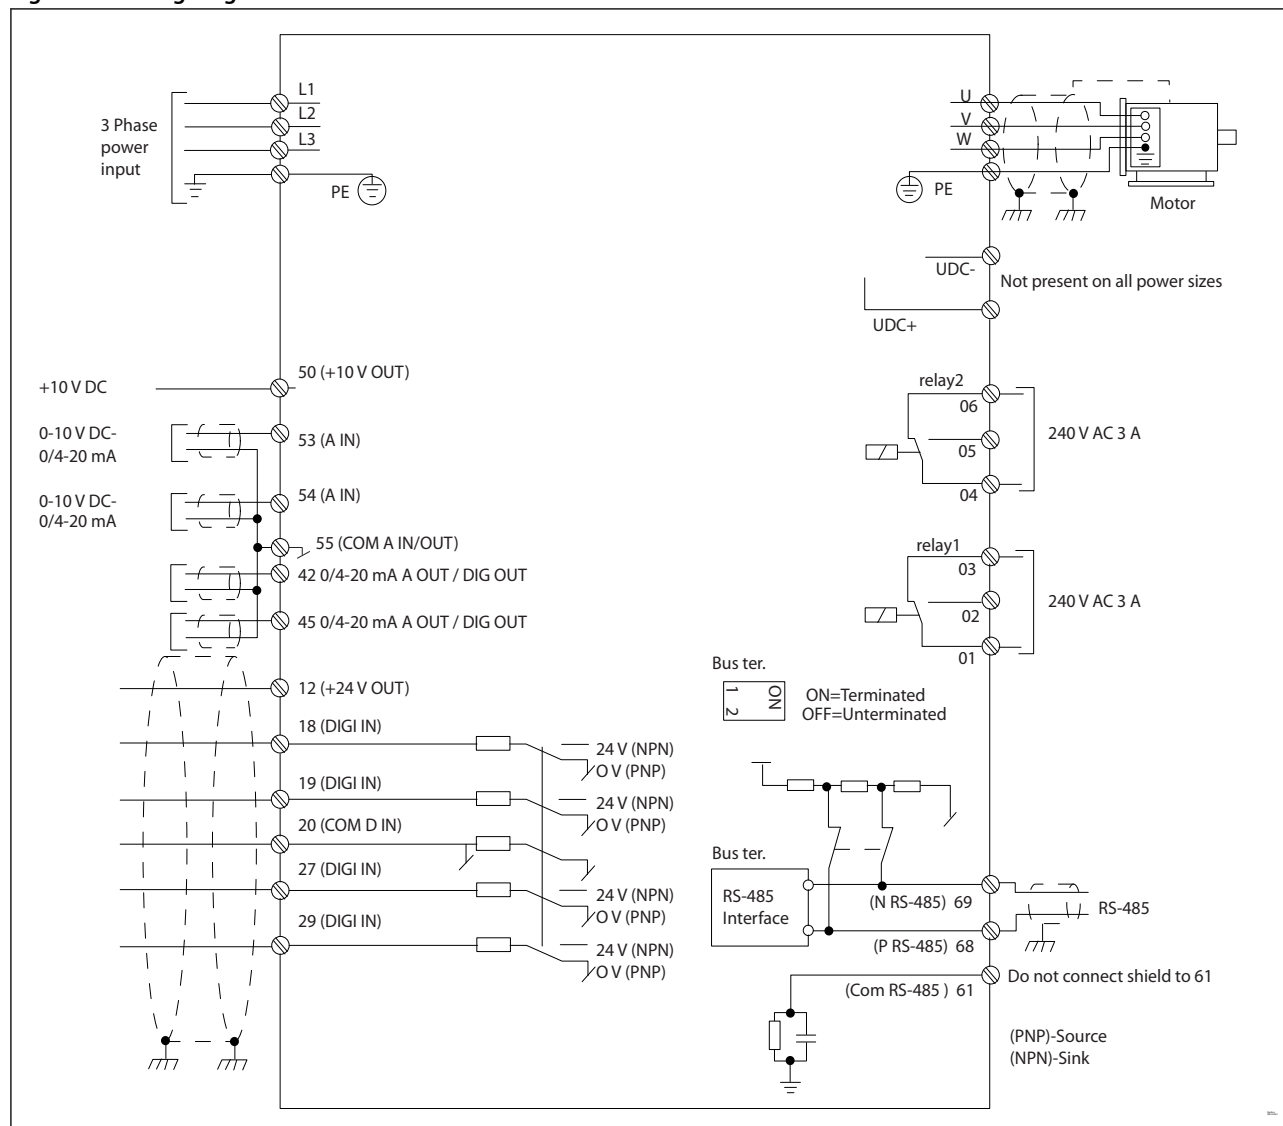 L1
L2
L3
3 Phase
power
input
PE
U
V
W
PE
Motor
UDC-
Not present on all power sizes
UDC+
+10 V DC
50 (+10 V OUT)
0-10 V DC-
0/4-20 mA
53 (A IN)
0-10 V DC-
0/4-20 mA
54 (A IN)
55 (COM A IN/OUT)
42 0/4-20 mA A OUT / DIG OUT
45 0/4-20 mA A OUT / DIG OUT
12 (+24 V OUT)
18 (DIGI IN)
24 V (NPN)
O V (PNP)
19 (DIGI IN)
24 V (NPN)
O V (PNP)
20 (COM D IN)
27 (DIGI IN)
24 V (NPN)
O V (PNP)
29 (DIGI IN)
24 V (NPN)
O V (PNP)
relay2
06
05
04
240 V AC 3 A
relay1
03
02
01
240 V AC 3 A
Bus ter.
1
2
ON
ON=Terminated
OFF=Unterminated
Bus ter.
RS-485
Interface
(N RS-485) 69
RS-485
(P RS-485) 68
(Com RS-485 ) 61
Do not connect shield to 61
(PNP)-Source
(NPN)-Sink